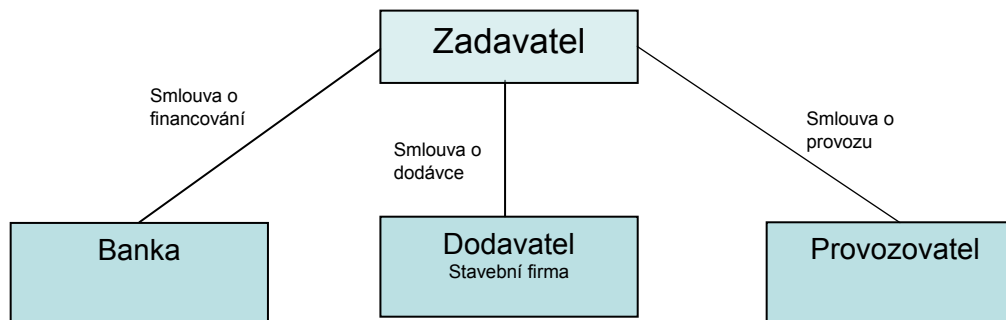 Zadavatel
Smlouva o
financování
Smlouva o
dodávce
Smlouva o
provozu
Banka
Dodavatel
Stavební firma
Provozovatel